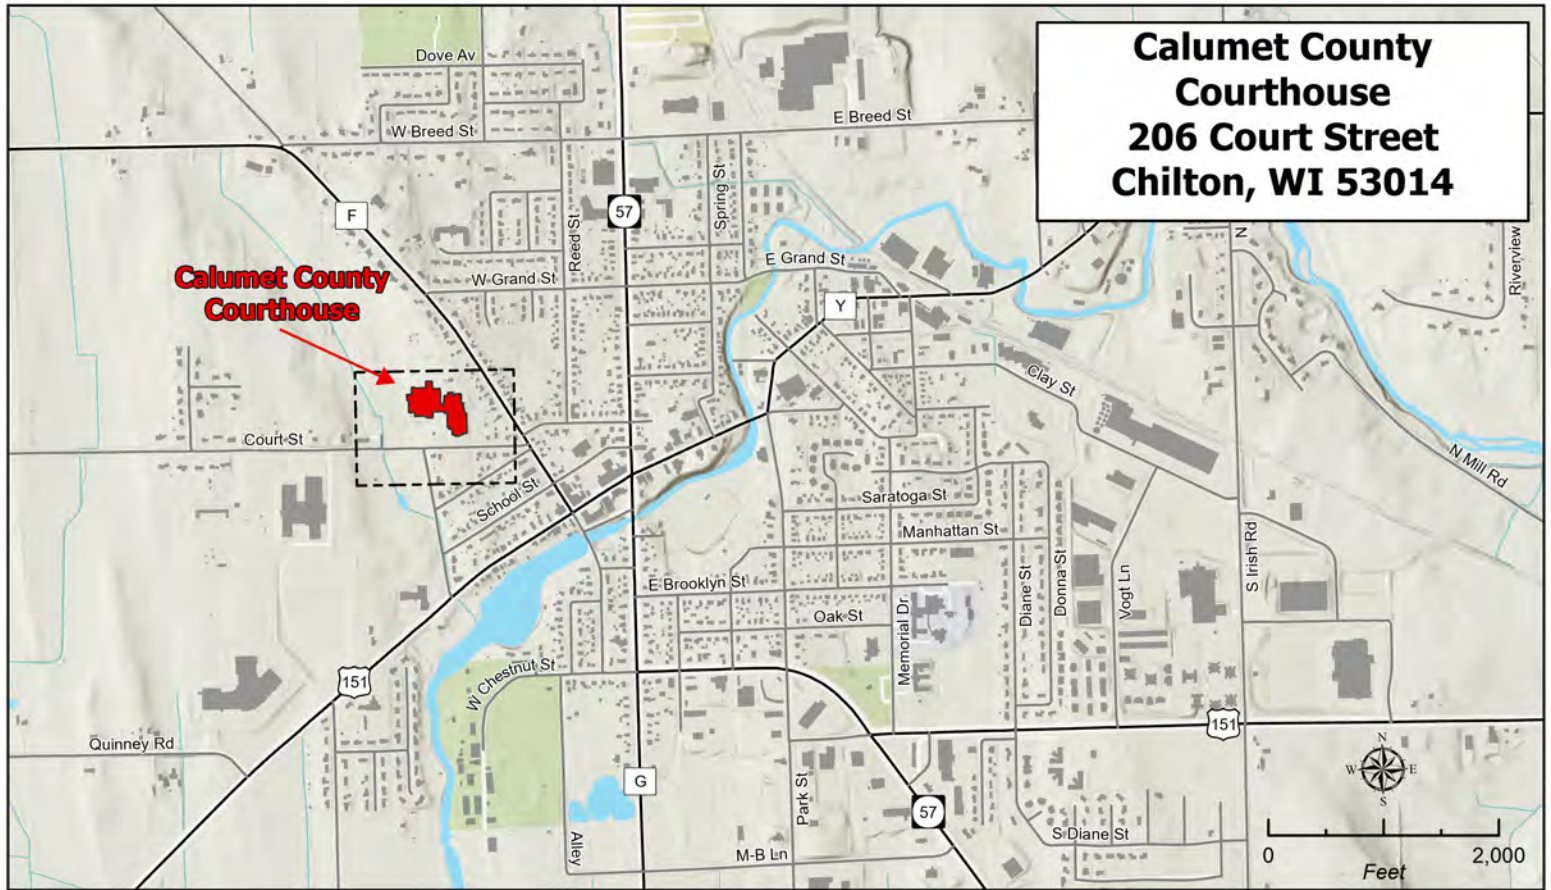 Calumet County
Courthouse
206 Court Street
Chilton, WI 53014
Dove Av
W Breed St
E Breed St
F
57
Spring St
Reed St
N
Riverview
Calumet County
Courthouse
W Grand St
E Grand St
Y
Clay St
Court St
N Mill Rd
School St
Saratoga St
Manhattan St
E Brooklyn St
Oak St
Memorial Dr
Diane St
Donna St
Vogt Ln
S Irish Rd
W Chestnut St
151
151
Quinney Rd
G
Park St
57
Alley
M-B Ln
S Diane St
N
W
E
S
0
2,000
Feet